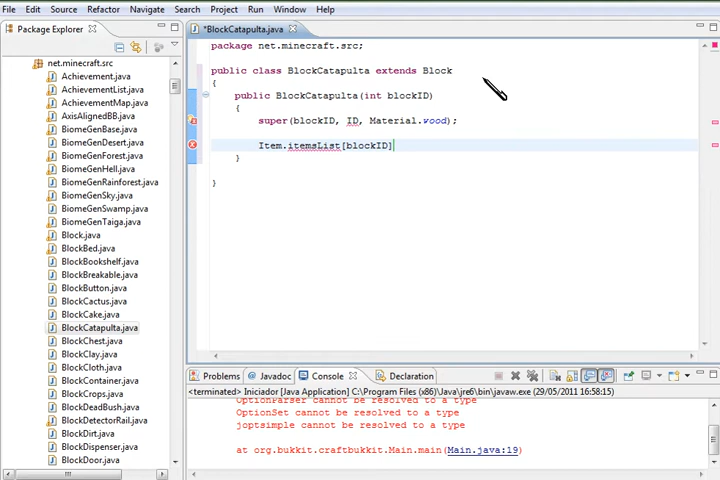 File Edit Source Refactor Navigate Search Project Run Window Help
Package Explorer
*BlockCatapulta.java
net.minecraft.src;
Achievement.java
AchievementList.java
AchievementMap.java
AxisAlignedBB.java
BiomeGenBase.java
BiomeGenDesert.java
BiomeGenForest.java
BiomeGenHell.java
BiomeGenRainforest.java
BiomeGenSky.java
BiomeGenSwamp.java
BiomeGenTaiga.java
Block.java
BlockBed.java
BlockBookshelf.java
BlockBreakable.java
BlockButton.java
BlockCactus.java
BlockCake.java
BlockCatapulta.java
BlockChest.java
BlockClay.java
BlockCloth.java
BlockContainer.java
BlockCrops.java
BlockDeadBush.java
BlockDetectorRail.java
BlockDirt.java
BlockDispenser.java
BlockDoor.java
package net.minecraft.src;
public class BlockCatapulta extends Block
{
public BlockCatapulta(int blockID)
{
super(blockID, ID, Material.wood);
Item.itemsList[blockID]
}
}
Problems Javadoc Console Declaration
<terminated> Iniciador [Java Application] C:\Program Files (x86)\Java\jre6\bin\javaw.exe (29/05/2011 16:58:15)
OptionParser cannot be resolved to a type
OptionSet cannot be resolved to a type
joptsimple cannot be resolved to a type
at org.bukkit.craftbukkit.Main.main(Main.java:19)